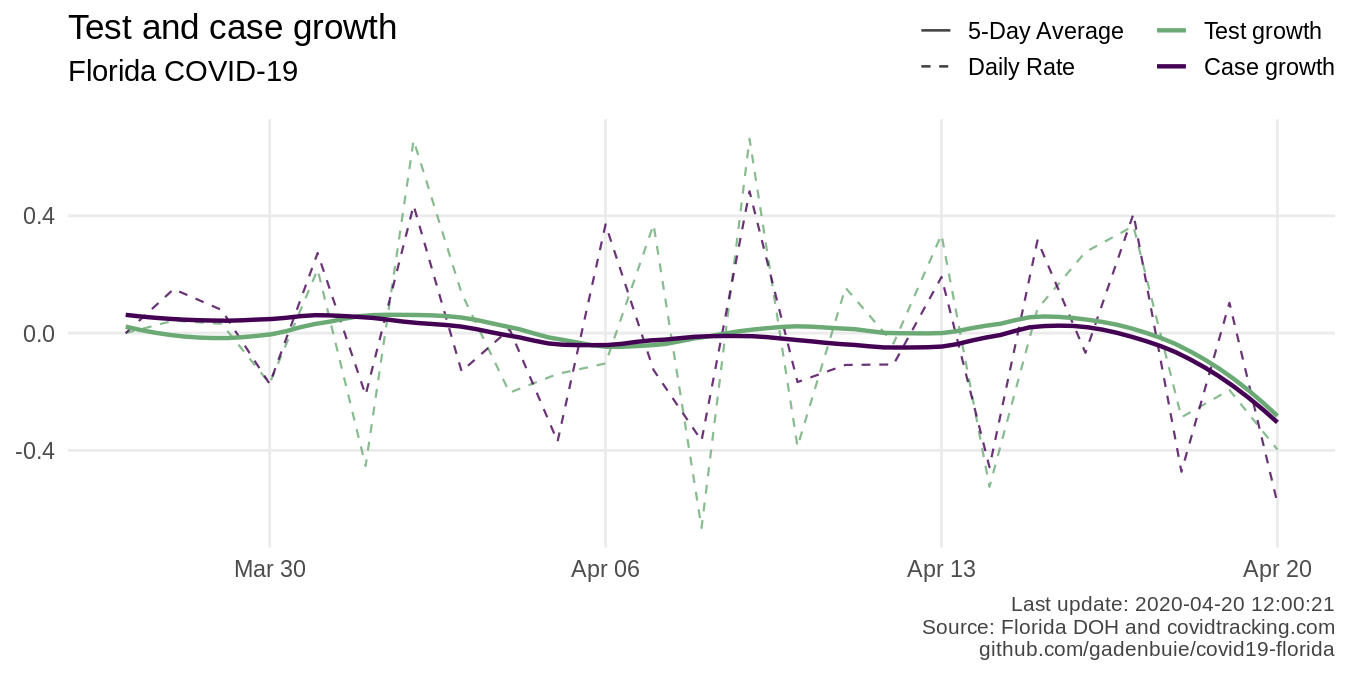 Test and case growth
Florida COVID-19
5-Day Average
Test growth
Daily Rate
Case growth
0.4
0.0
-0.4
Mar 30
Apr 06
Apr 13
Apr 20
Last update: 2020-04-20 12:00:21
Source: Florida DOH and covidtracking.com
github.com/gadenbuie/covid19-florida